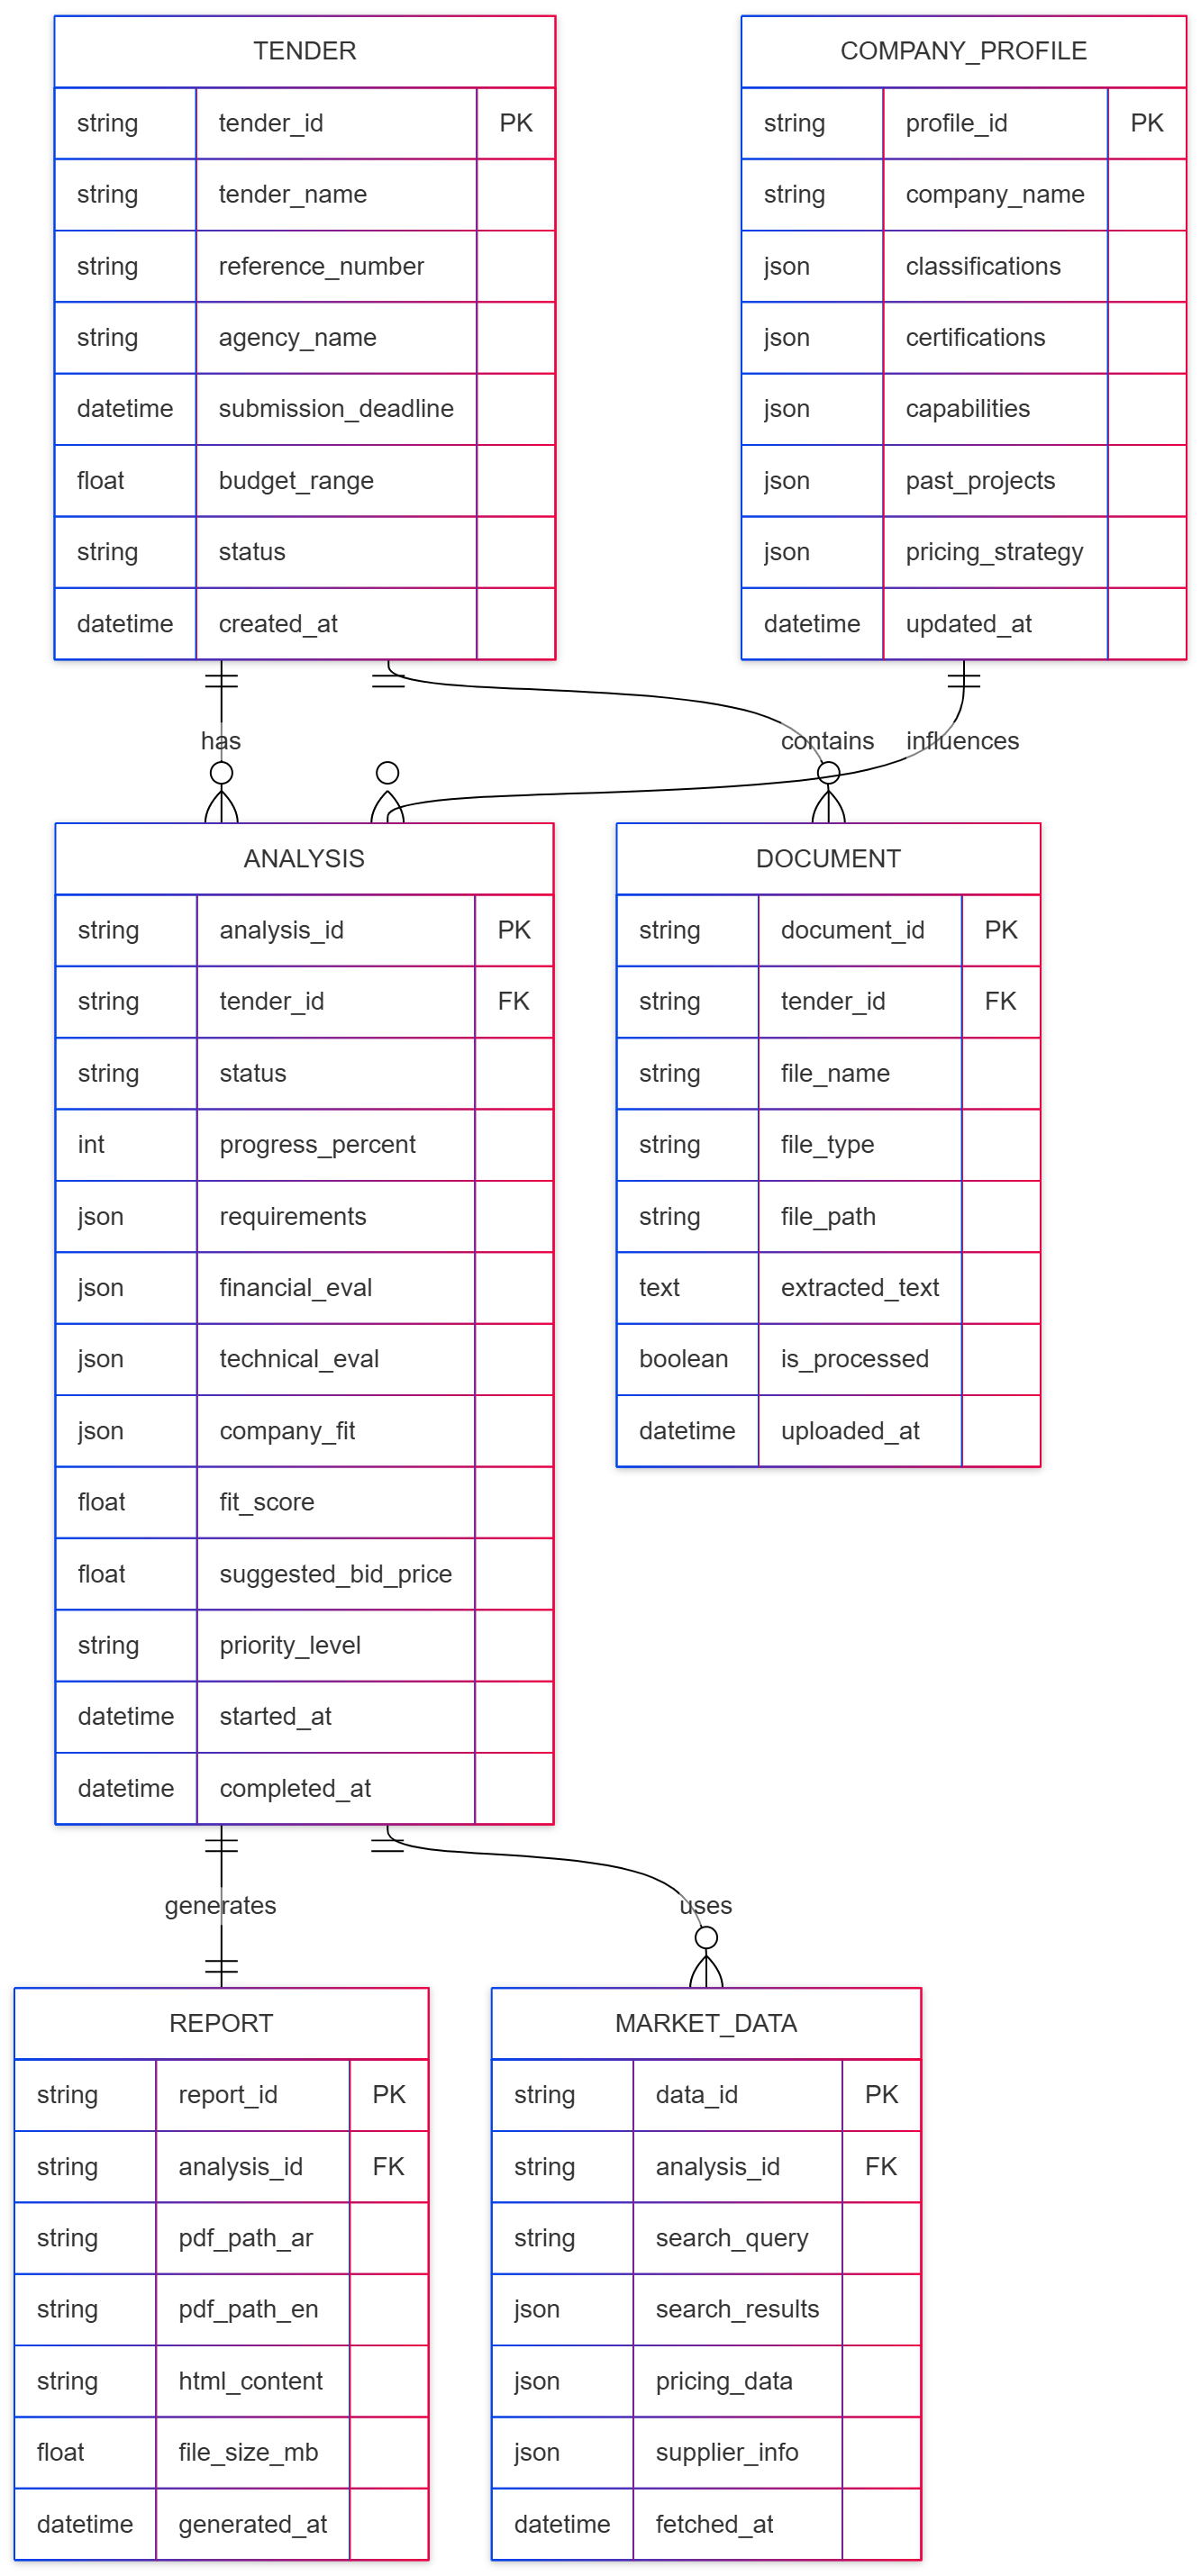 TENDER
string tender_id PK
string tender_name
string reference_number
string agency_name
datetime submission_deadline
float budget_range
string status
datetime created_at
COMPANY_PROFILE
string profile_id PK
string company_name
json classifications
json certifications
json capabilities
json past_projects
json pricing_strategy
datetime updated_at
has
contains
influences
ANALYSIS
string analysis_id PK
string tender_id FK
string status
int progress_percent
json requirements
json financial_eval
json technical_eval
json company_fit
float fit_score
float suggested_bid_price
string priority_level
datetime started_at
datetime completed_at
DOCUMENT
string document_id PK
string tender_id FK
string file_name
string file_type
string file_path
text extracted_text
boolean is_processed
datetime uploaded_at
generates
uses
REPORT
string report_id PK
string analysis_id FK
string pdf_path_ar
string pdf_path_en
string html_content
float file_size_mb
datetime generated_at
MARKET_DATA
string data_id PK
string analysis_id FK
string search_query
json search_results
json pricing_data
json supplier_info
datetime fetched_at